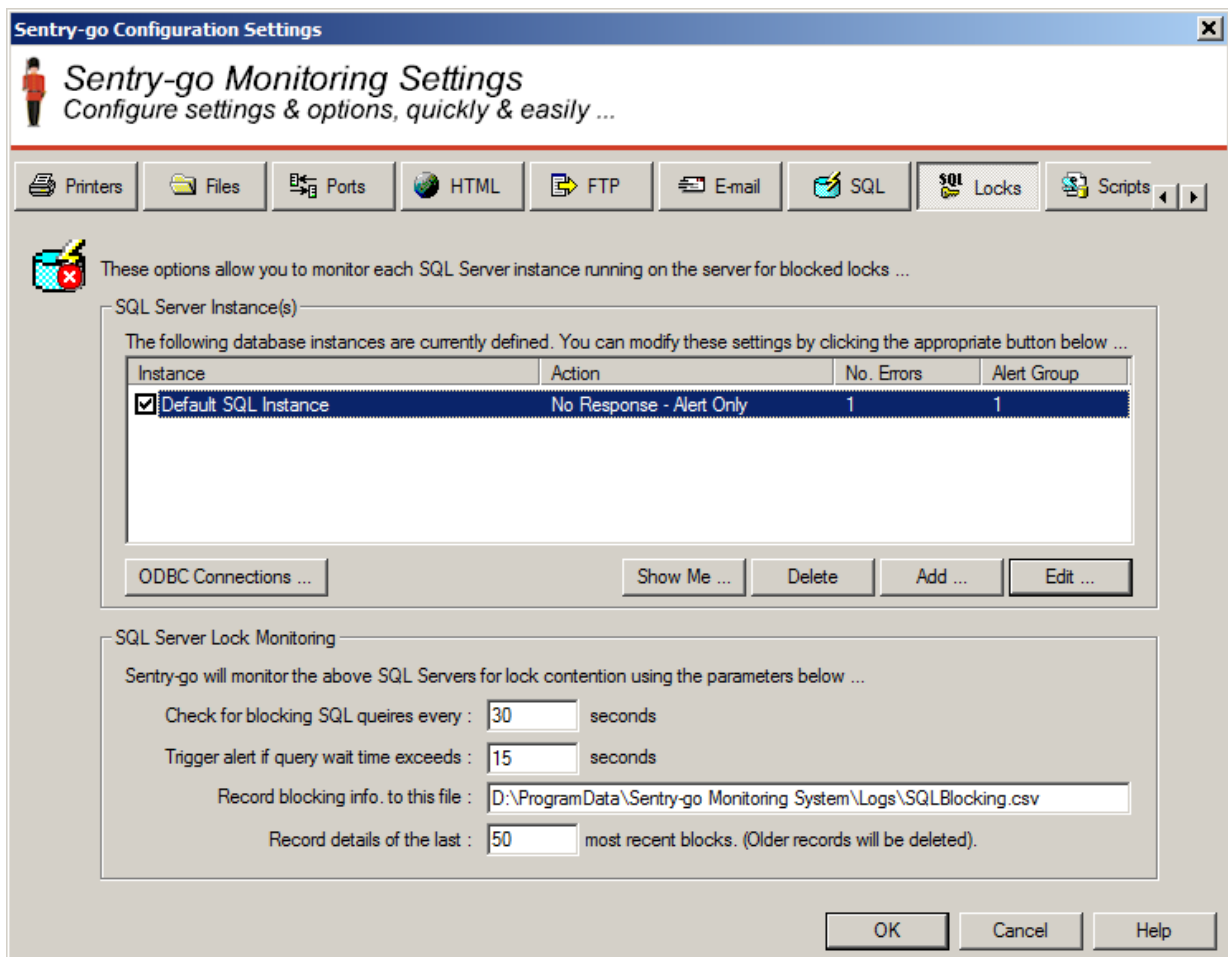 Sentry-go Configuration Settings
Sentry-go Monitoring Settings
Configure settings & options, quickly & easily ...
Printers Files Ports HTML FTP E-mail SQL SQL Locks Scripts
These options allow you to monitor each SQL Server instance running on the server for blocked locks ...
SQL Server Instance(s)
The following database instances are currently defined. You can modify these settings by clicking the appropriate button below ...
Instance Action No. Errors Alert Group
Default SQL Instance No Response - Alert Only 1 1
ODBC Connections ... Show Me ... Delete Add ... Edit ...
SQL Server Lock Monitoring
Sentry-go will monitor the above SQL Servers for lock contention using the parameters below ...
Check for blocking SQL queires every : 30 seconds
Trigger alert if query wait time exceeds : 15 seconds
Record blocking info. to this file : D:\ProgramData\Sentry-go Monitoring System\Logs\SQLBlocking.csv
Record details of the last : 50 most recent blocks. (Older records will be deleted).
OK Cancel Help